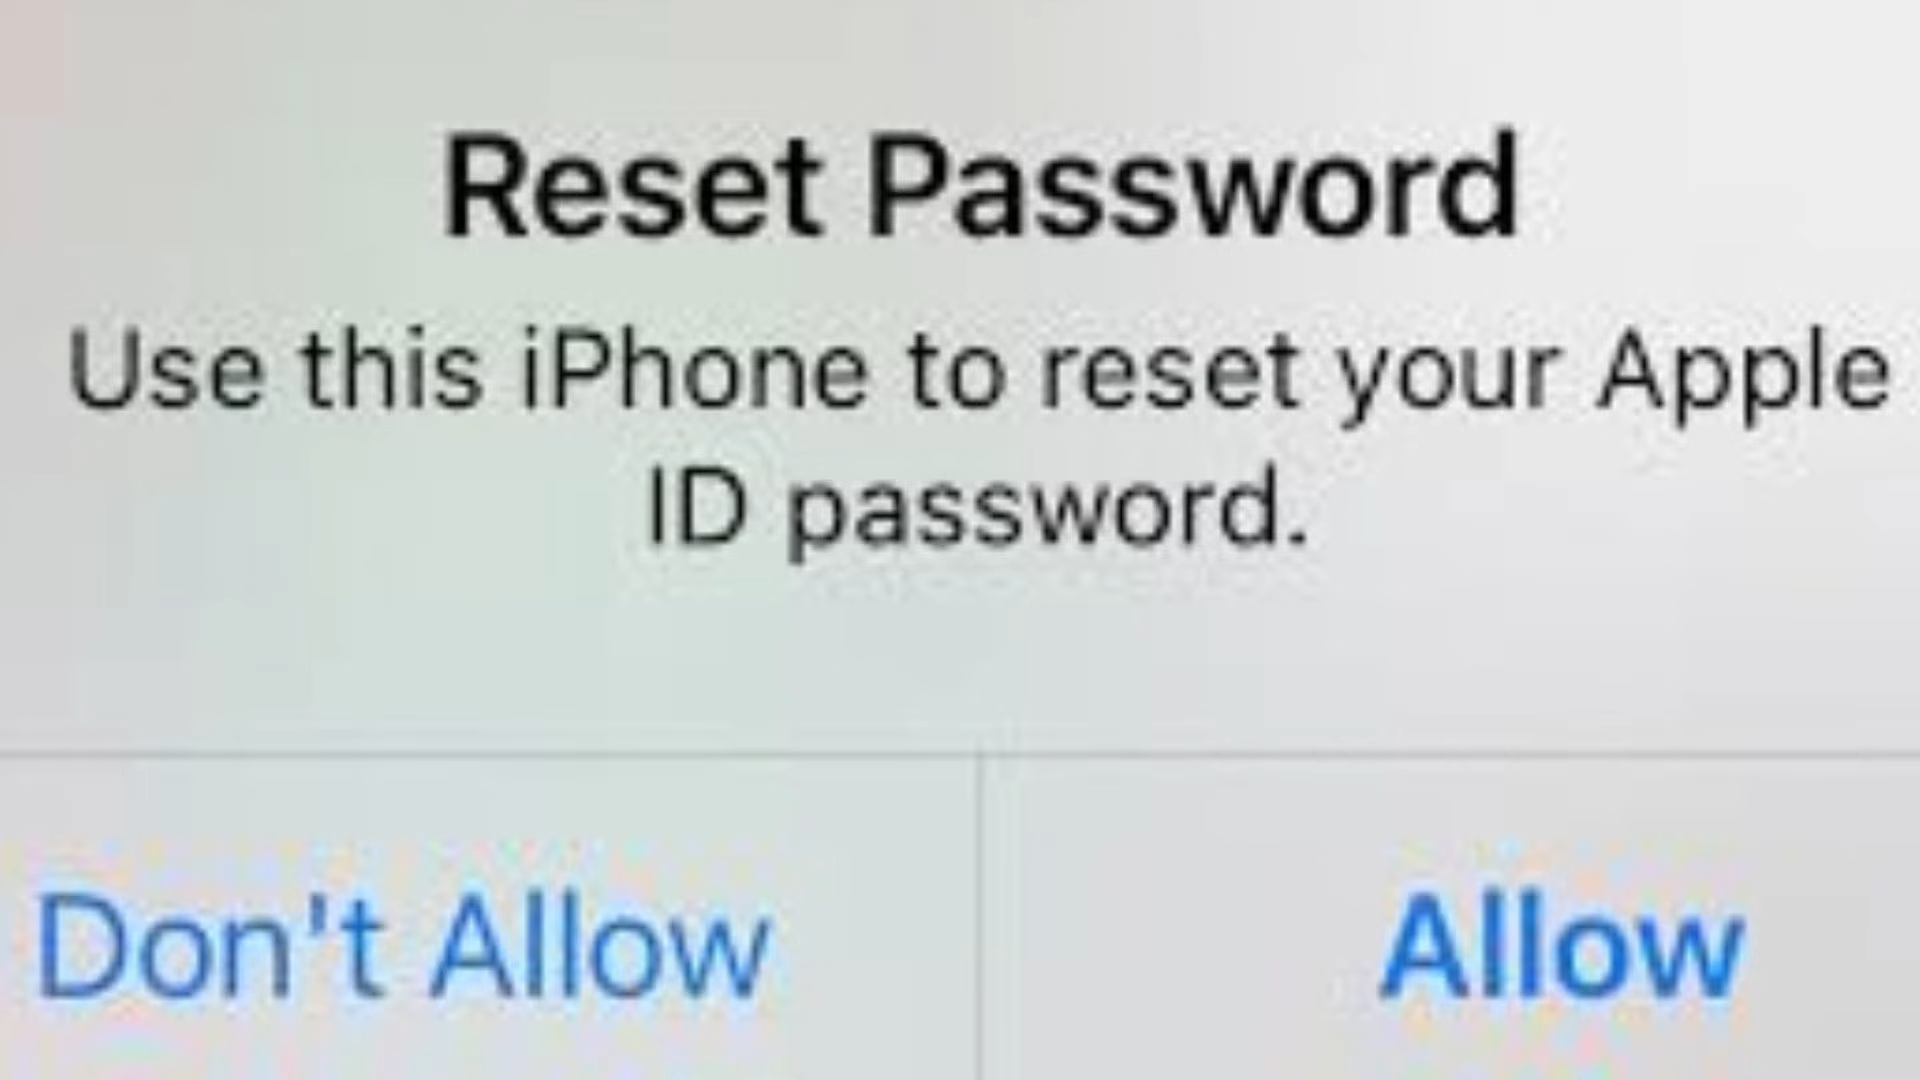 Reset Password
Use this iPhone to reset your Apple
ID password.
Don't Allow
Allow